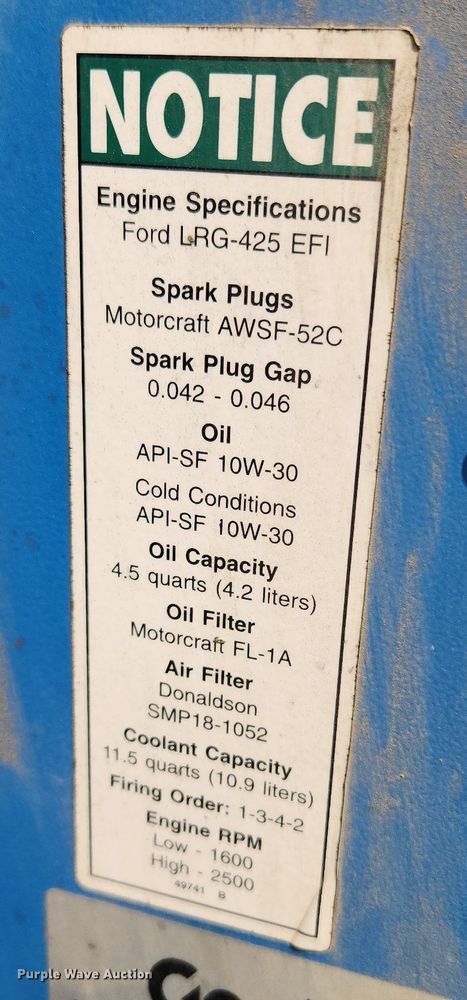 NOTICE
Engine Specifications
Ford LRG-425 EFI
Spark Plugs
Motorcraft AWSF-52C
Spark Plug Gap
0.042 - 0.046
Oil
API-SF 10W-30
Cold Conditions
API-SF 10W-30
Oil Capacity
4.5 quarts (4.2 liters)
Oil Filter
Motorcraft FL-1A
Air Filter
Donaldson
SMP18-1052
Coolant Capacity
11.5 quarts (10.9 liters)
Firing Order: 1-3-4-2
Engine RPM
Low - 1600
High - 2500
49741 B
Purple Wave Auction